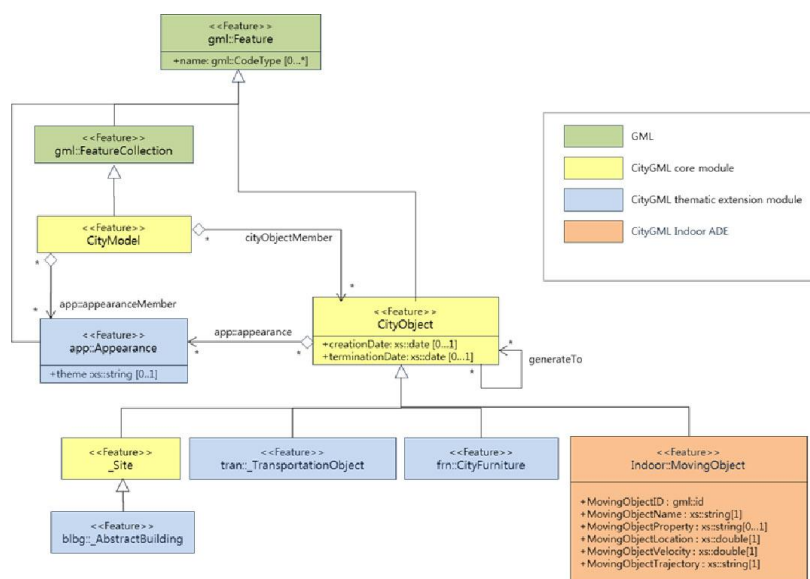 <<Feature>>
gml::Feature
+name: gml::CodeType [0...*]
<<Feature>>
gml::FeatureCollection
<<Feature>>
CityModel
*
*
cityObjectMember
*
*
app::appearanceMember
*
<<Feature>>
app::Appearance
+theme :xs::string [0..1]
app::appearance
*
*
<<Feature>>
CityObject
+creationDate: xs::date [0...1]
+terminationDate: xs::date [0...1]
*
*
generateTo
<<Feature>>
_Site
<<Feature>>
tran::_TransportationObject
<<Feature>>
frn::CityFurniture
<<Feature>>
Indoor::MovingObject
+MovingObjectID : gml::id
+MovingObjectName : xs::string[1]
+MovingObjectProperty : xs::string[0...1]
+MovingObjectLocation : xs::double[1]
+MovingObjectVelocity : xs::double[1]
+MovingObjectTrajectory : xs::string[1]
<<Feature>>
blbg::_AbstractBuilding
GML
CityGML core module
CityGML thematic extension module
CityGML Indoor ADE